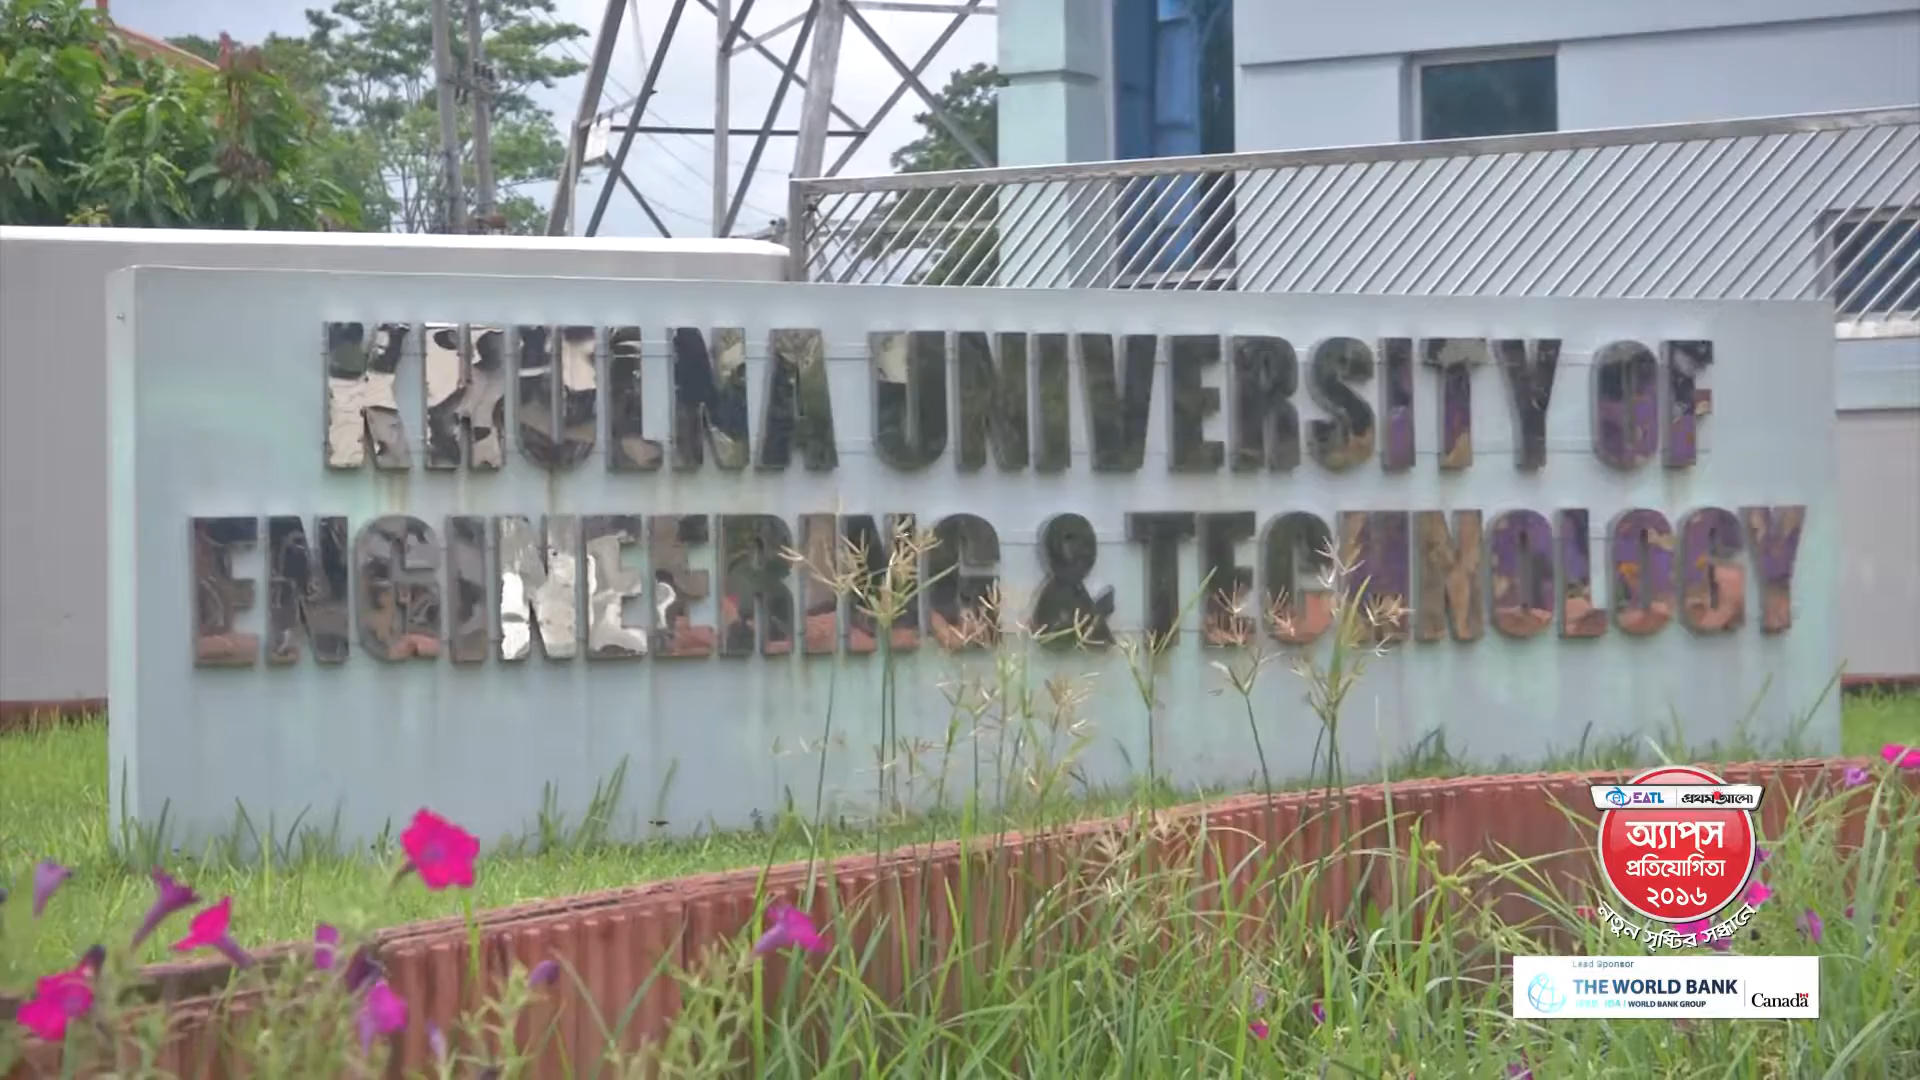 KHULNA UNIVERSITY OF
ENGINEERING & TECHNOLOGY
EATL প্রথম আলো
অ্যাপস
প্রতিযোগিতা
২০১৬
নতুন সৃষ্টির সন্ধানে
Lead Sponsor
THE WORLD BANK
IBRD • IDA | WORLD BANK GROUP
Canada